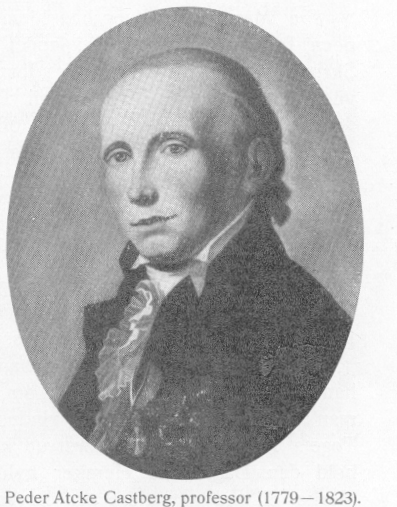 Peder Atcke Castberg, professor (1779—1823).